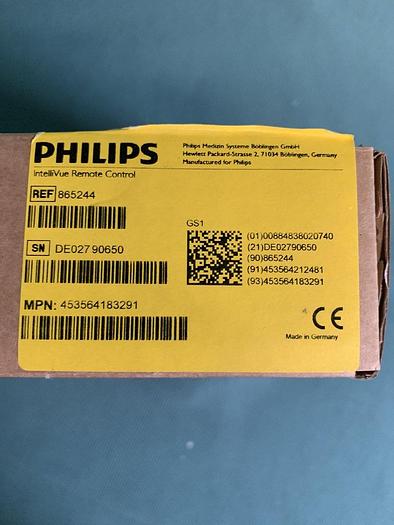 PHILIPS
IntelliVue Remote Control
Philips Medizin Systeme Böblingen GmbH
Hewlett Packard-Strasse 2, 71034 Böblingen, Germany
Manufactured for Philips
REF 865244
SN DE02790650
MPN: 453564183291
GS1
(01)00884838020740
(21)DE02790650
(90)865244
(91)453564212481
(93)453564183291
CE
Made in Germany